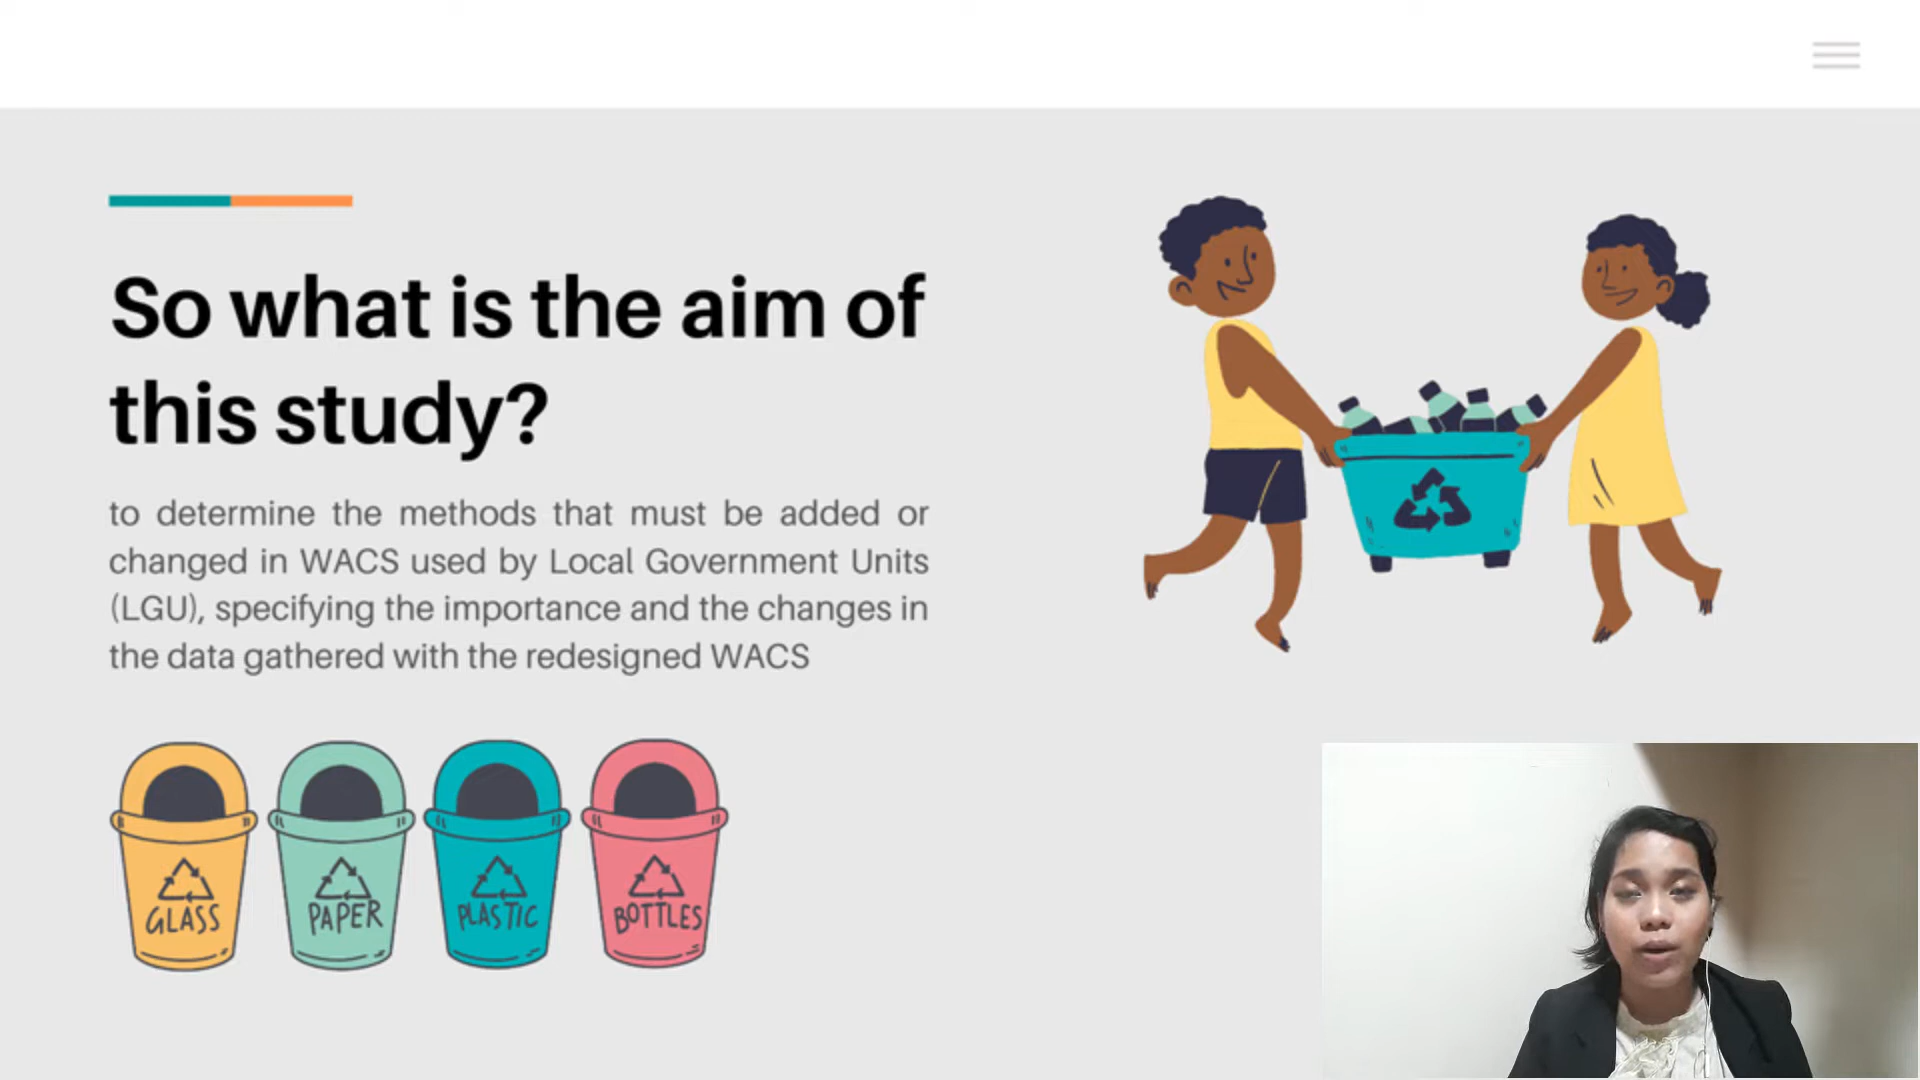 So what is the aim of
this study?
to determine the methods that must be added or
changed in WACS used by Local Government Units
(LGU), specifying the importance and the changes in
the data gathered with the redesigned WACS
GLASS
PAPER
PLASTIC
BOTTLES